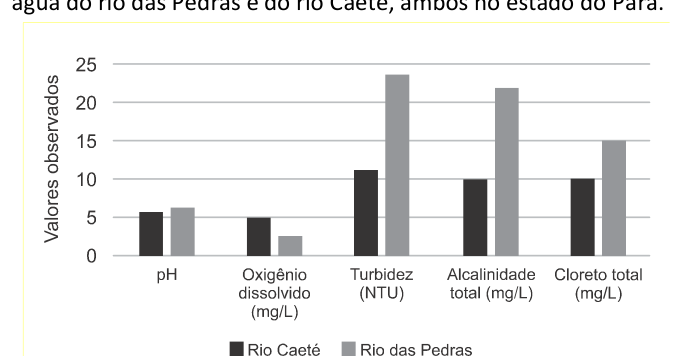 água do rio das Pedras e do rio Caeté, ambos no estado do Pará.
Valores observados
25
20
15
10
5
0
pH
Oxigênio
dissolvido
(mg/L)
Turbidez
(NTU)
Alcalinidade
total (mg/L)
Cloreto total
(mg/L)
Rio Caeté
Rio das Pedras